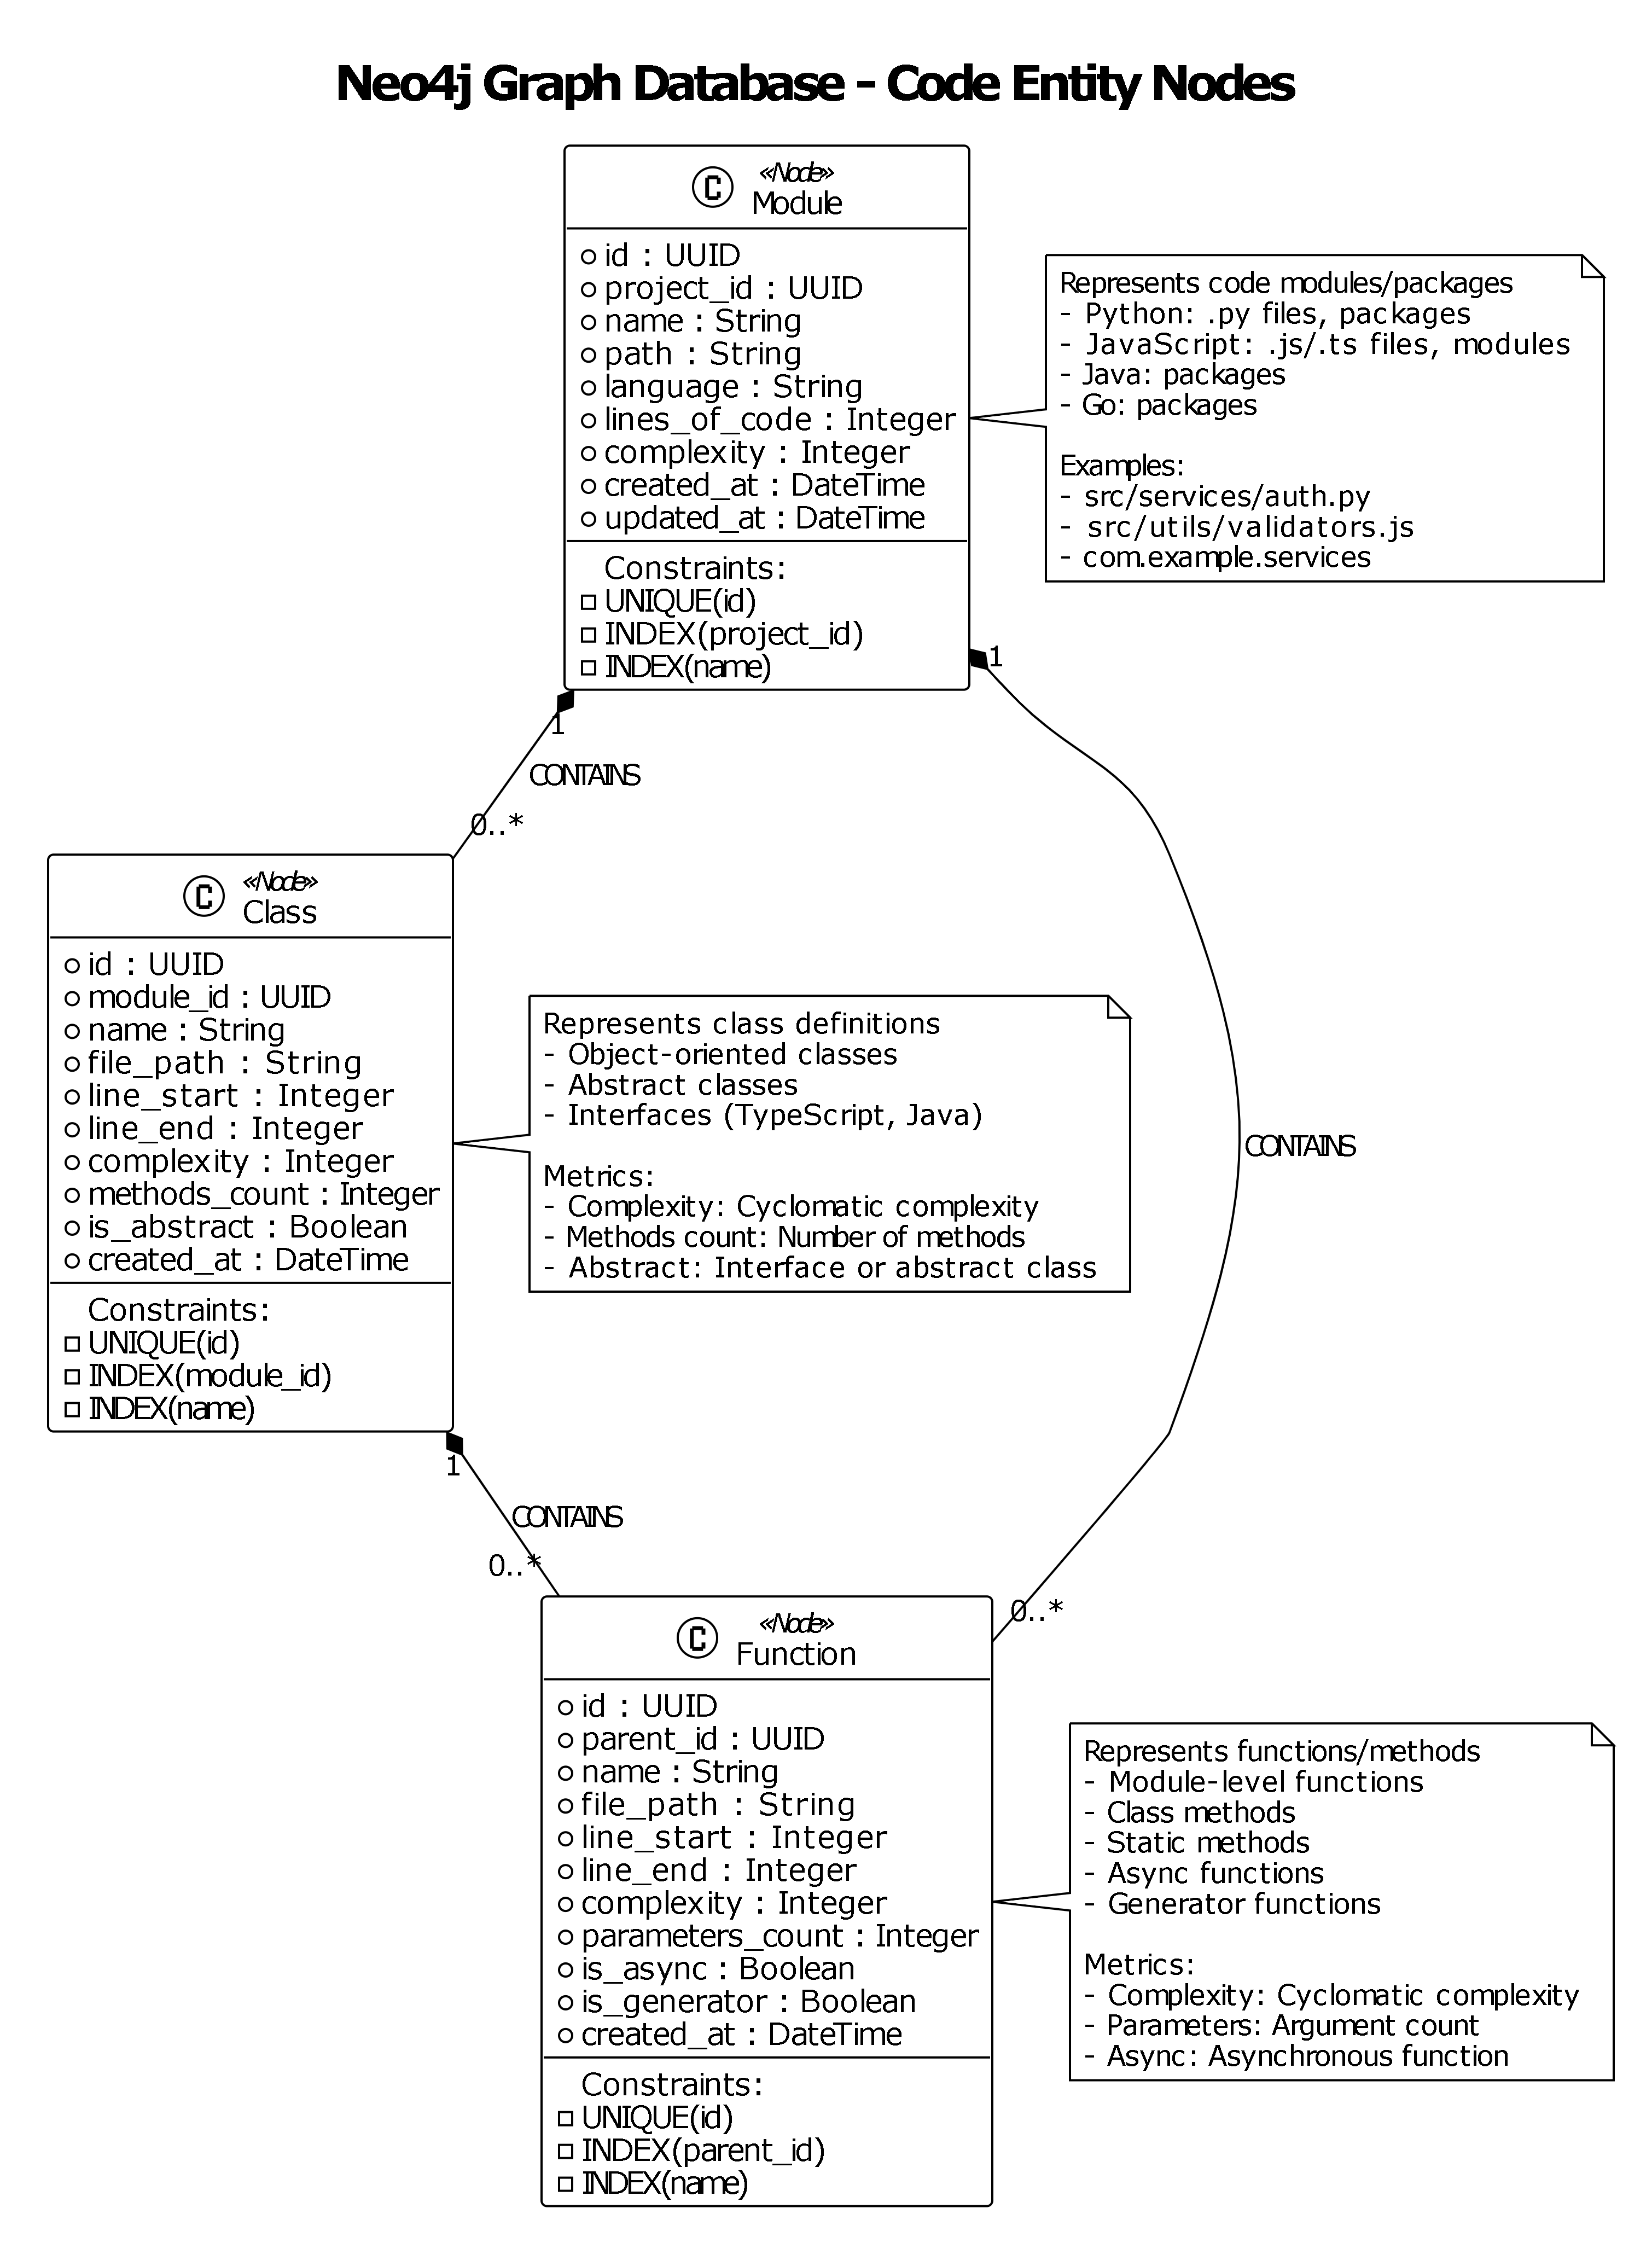 Neo4j Graph Database - Code Entity Nodes
«Node»
Module
id : UUID
project_id : UUID
name : String
path : String
language : String
lines_of_code : Integer
complexity : Integer
created_at : DateTime
updated_at : DateTime
Constraints:
UNIQUE(id)
INDEX(project_id)
INDEX(name)
Represents code modules/packages
- Python: .py files, packages
- JavaScript: .js/.ts files, modules
- Java: packages
- Go: packages
Examples:
- src/services/auth.py
- src/utils/validators.js
- com.example.services
1
1
CONTAINS
0..*
«Node»
Class
id : UUID
module_id : UUID
name : String
file_path : String
line_start : Integer
line_end : Integer
complexity : Integer
methods_count : Integer
is_abstract : Boolean
created_at : DateTime
Constraints:
UNIQUE(id)
INDEX(module_id)
INDEX(name)
Represents class definitions
- Object-oriented classes
- Abstract classes
- Interfaces (TypeScript, Java)
Metrics:
- Complexity: Cyclomatic complexity
- Methods count: Number of methods
- Abstract: Interface or abstract class
CONTAINS
1
CONTAINS
0..*
0..*
«Node»
Function
id : UUID
parent_id : UUID
name : String
file_path : String
line_start : Integer
line_end : Integer
complexity : Integer
parameters_count : Integer
is_async : Boolean
is_generator : Boolean
created_at : DateTime
Constraints:
UNIQUE(id)
INDEX(parent_id)
INDEX(name)
Represents functions/methods
- Module-level functions
- Class methods
- Static methods
- Async functions
- Generator functions
Metrics:
- Complexity: Cyclomatic complexity
- Parameters: Argument count
- Async: Asynchronous function